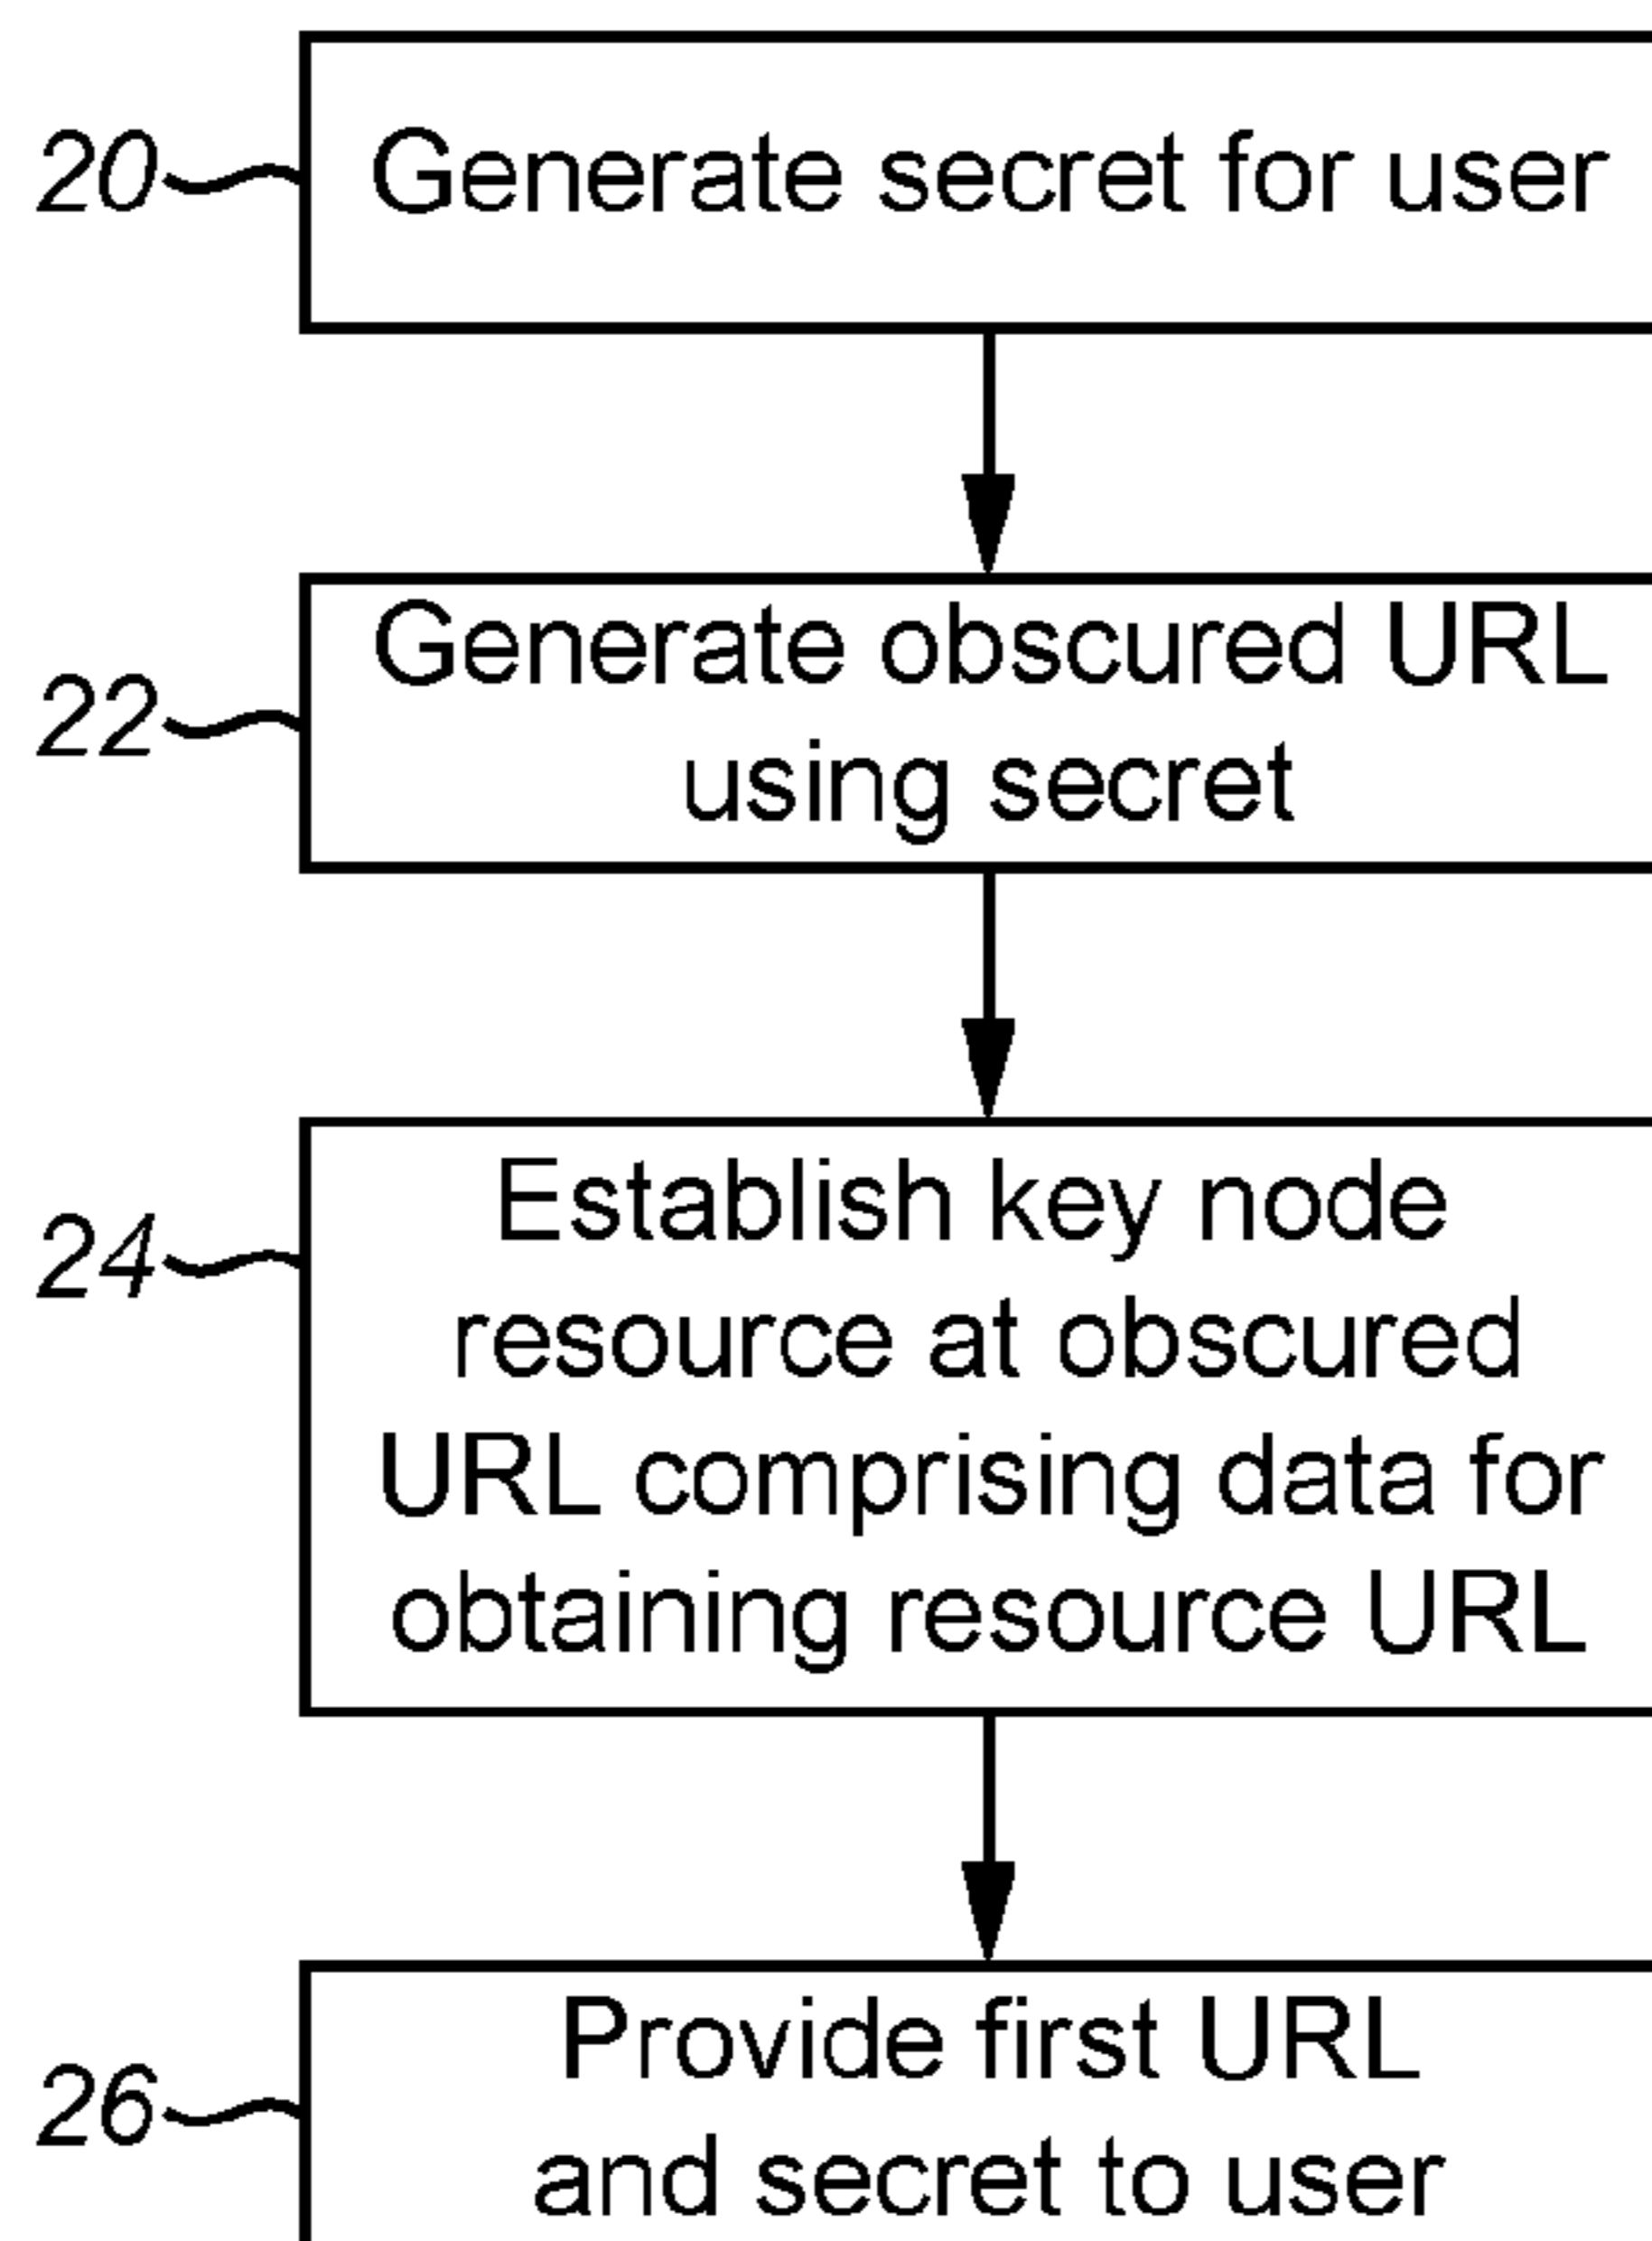 20
Generate secret for user
22
Generate obscured URL
using secret
24
Establish key node
resource at obscured
URL comprising data for
obtaining resource URL
26
Provide first URL
and secret to user